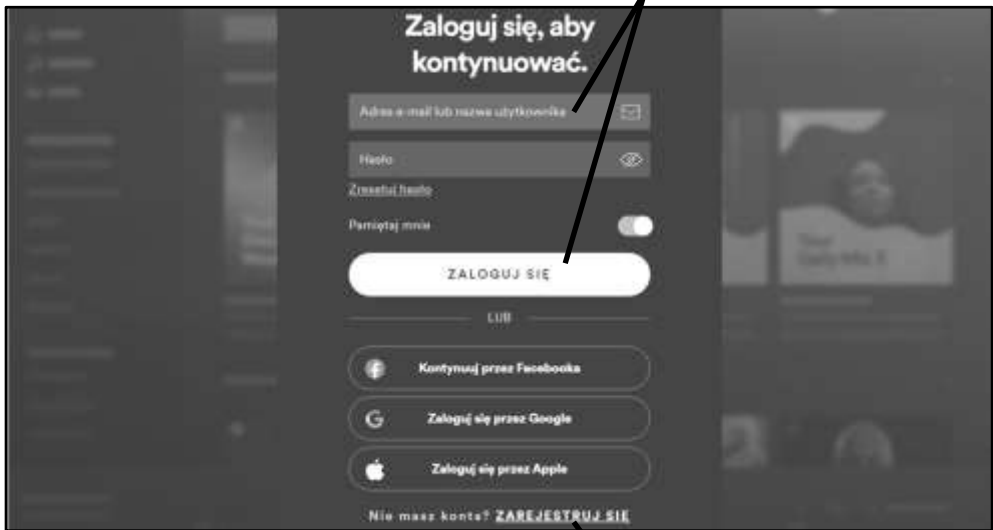 Zaloguj się, aby
kontynuować.
Adres e-mail lub nazwa użytkownika
Hasło
Zresetuj hasło
Pamiętaj mnie
ZALOGUJ SIĘ
LUB
Kontynuuj przez Facebooka
Zaloguj się przez Google
Zaloguj się przez Apple
Nie masz konta? ZAREJESTRUJ SIĘ